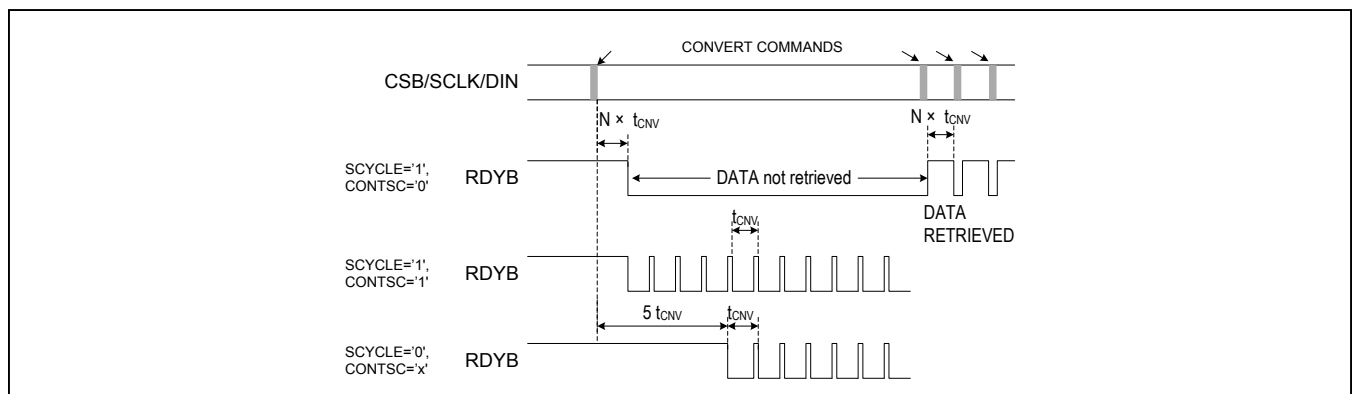 CONVERT COMMANDS
CSB/SCLK/DIN
N × tCNV
N × tCNV
SCYCLE='1',
CONTSC='0'
RDYB
DATA not retrieved
DATA
RETRIEVED
tCNV
SCYCLE='1',
CONTSC='1'
RDYB
5 tCNV
tCNV
SCYCLE='0',
CONTSC='x'
RDYB